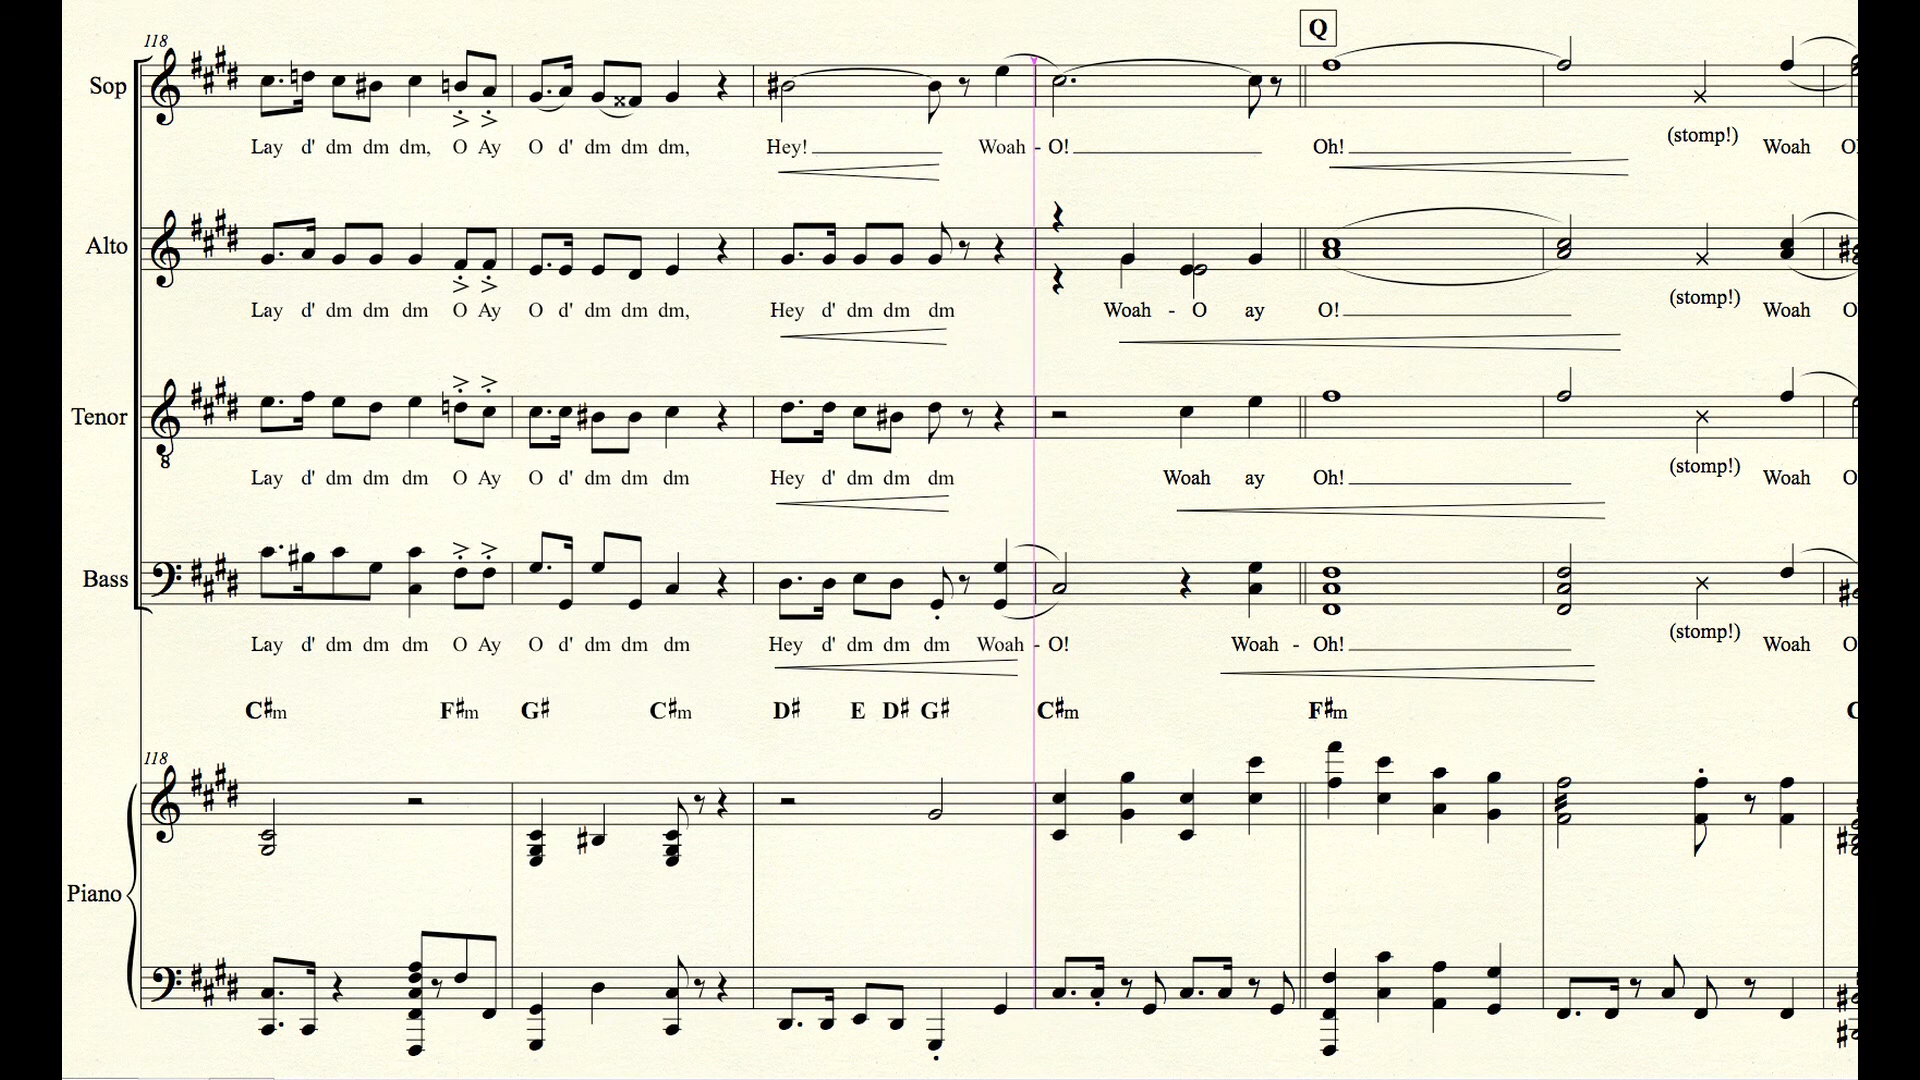 Q
118
Sop
Lay d' dm dm dm, O Ay O d' dm dm dm, Hey! Woah - O! Oh! (stomp!) Woah
Alto
Lay d' dm dm dm O Ay O d' dm dm dm, Hey d' dm dm dm Woah - O ay O! (stomp!) Woah
Tenor
8
Lay d' dm dm dm O Ay O d' dm dm dm Hey d' dm dm dm Woah ay Oh! (stomp!) Woah
Bass
Lay d' dm dm dm O Ay O d' dm dm dm Hey d' dm dm dm Woah - O! Woah - Oh! (stomp!) Woah
C♯m F♯m G♯ C♯m D♯ E D♯ G♯ C♯m F♯m
118
Piano